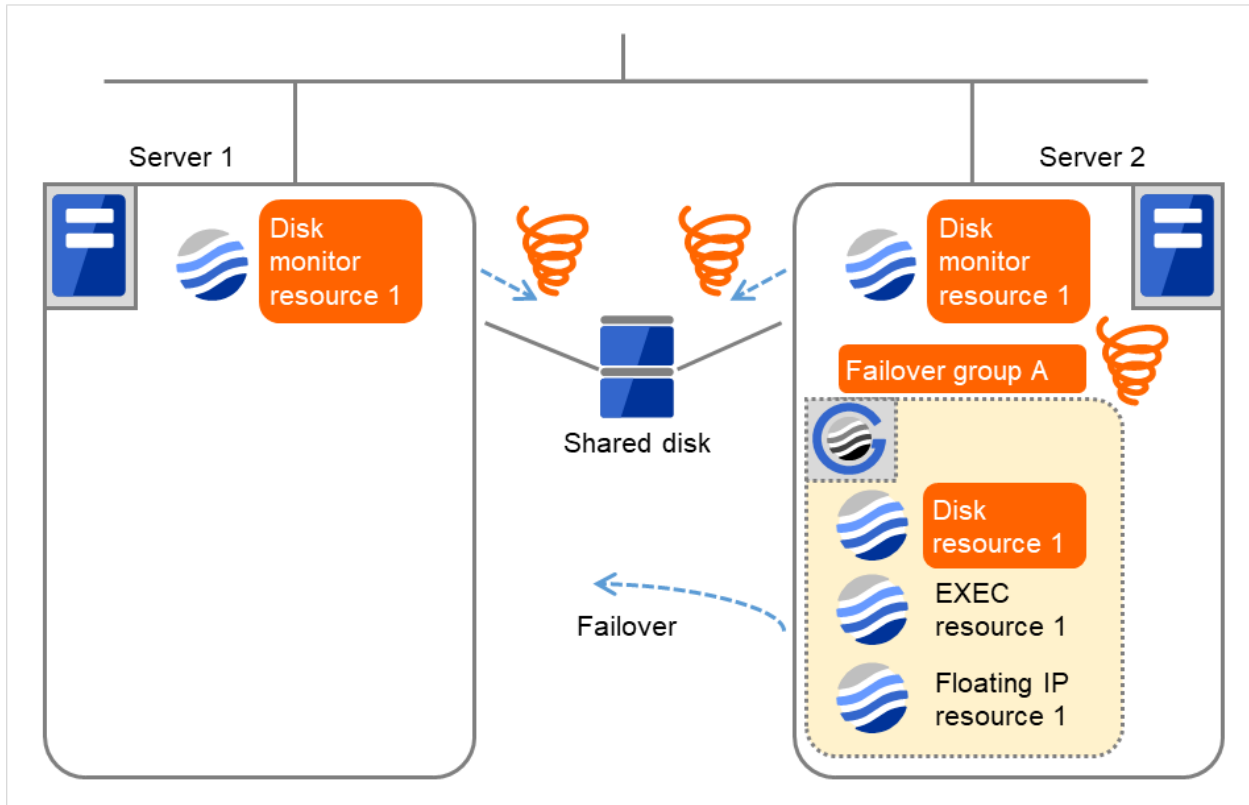 Server 1
Server 2
Disk
monitor
resource 1
Disk
monitor
resource 1
Failover group A
Shared disk
Disk
resource 1
EXEC
resource 1
Failover
Floating IP
resource 1